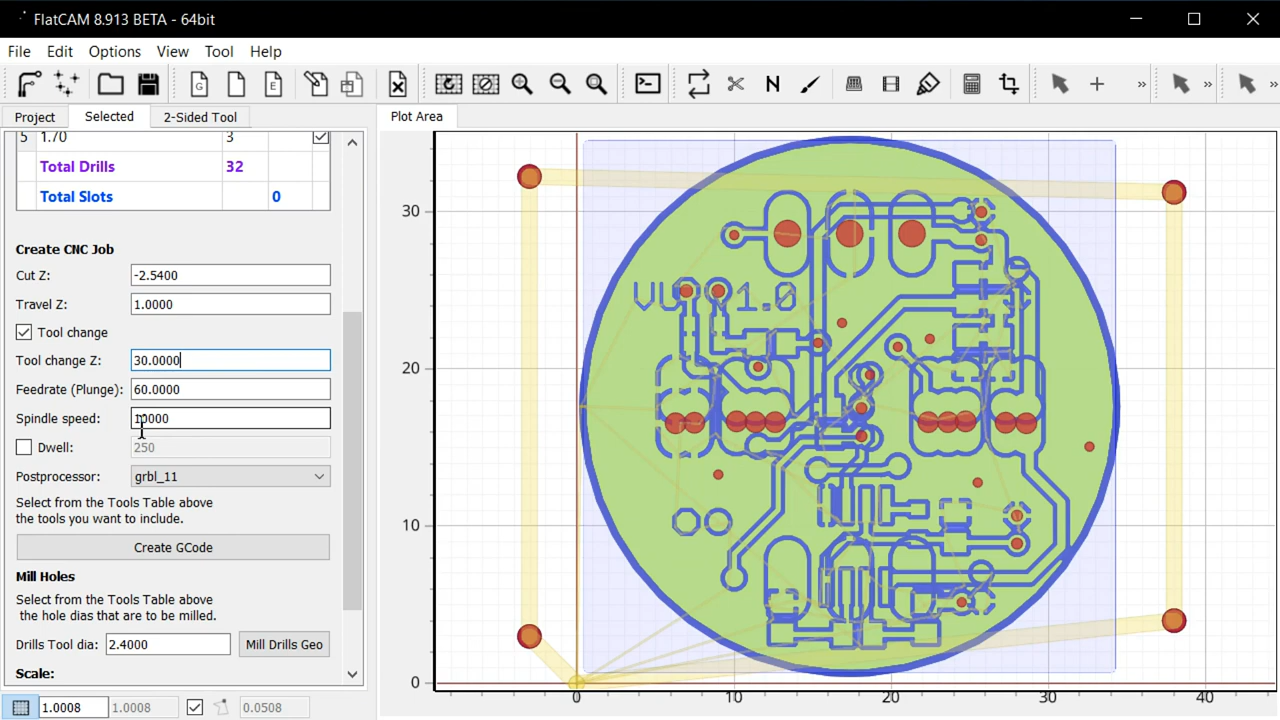 FlatCAM 8.913 BETA - 64bit
File Edit Options View Tool Help
Project Selected 2-Sided Tool Plot Area
5 1.70 3
Total Drills 32
Total Slots 0
Create CNC Job
Cut Z: -2.5400
Travel Z: 1.0000
Tool change
Tool change Z: 30.0000
Feedrate (Plunge): 60.0000
Spindle speed:
Dwell: 250
Postprocessor: grbl_11
Select from the Tools Table above
the tools you want to include.
Create GCode
Mill Holes
Select from the Tools Table above
the hole dias that are to be milled.
Drills Tool dia: 2.4000 Mill Drills Geo
Scale:
1.0008 1.0008 0.0508
30
20
10
0
0 10 20 30 40
1.0